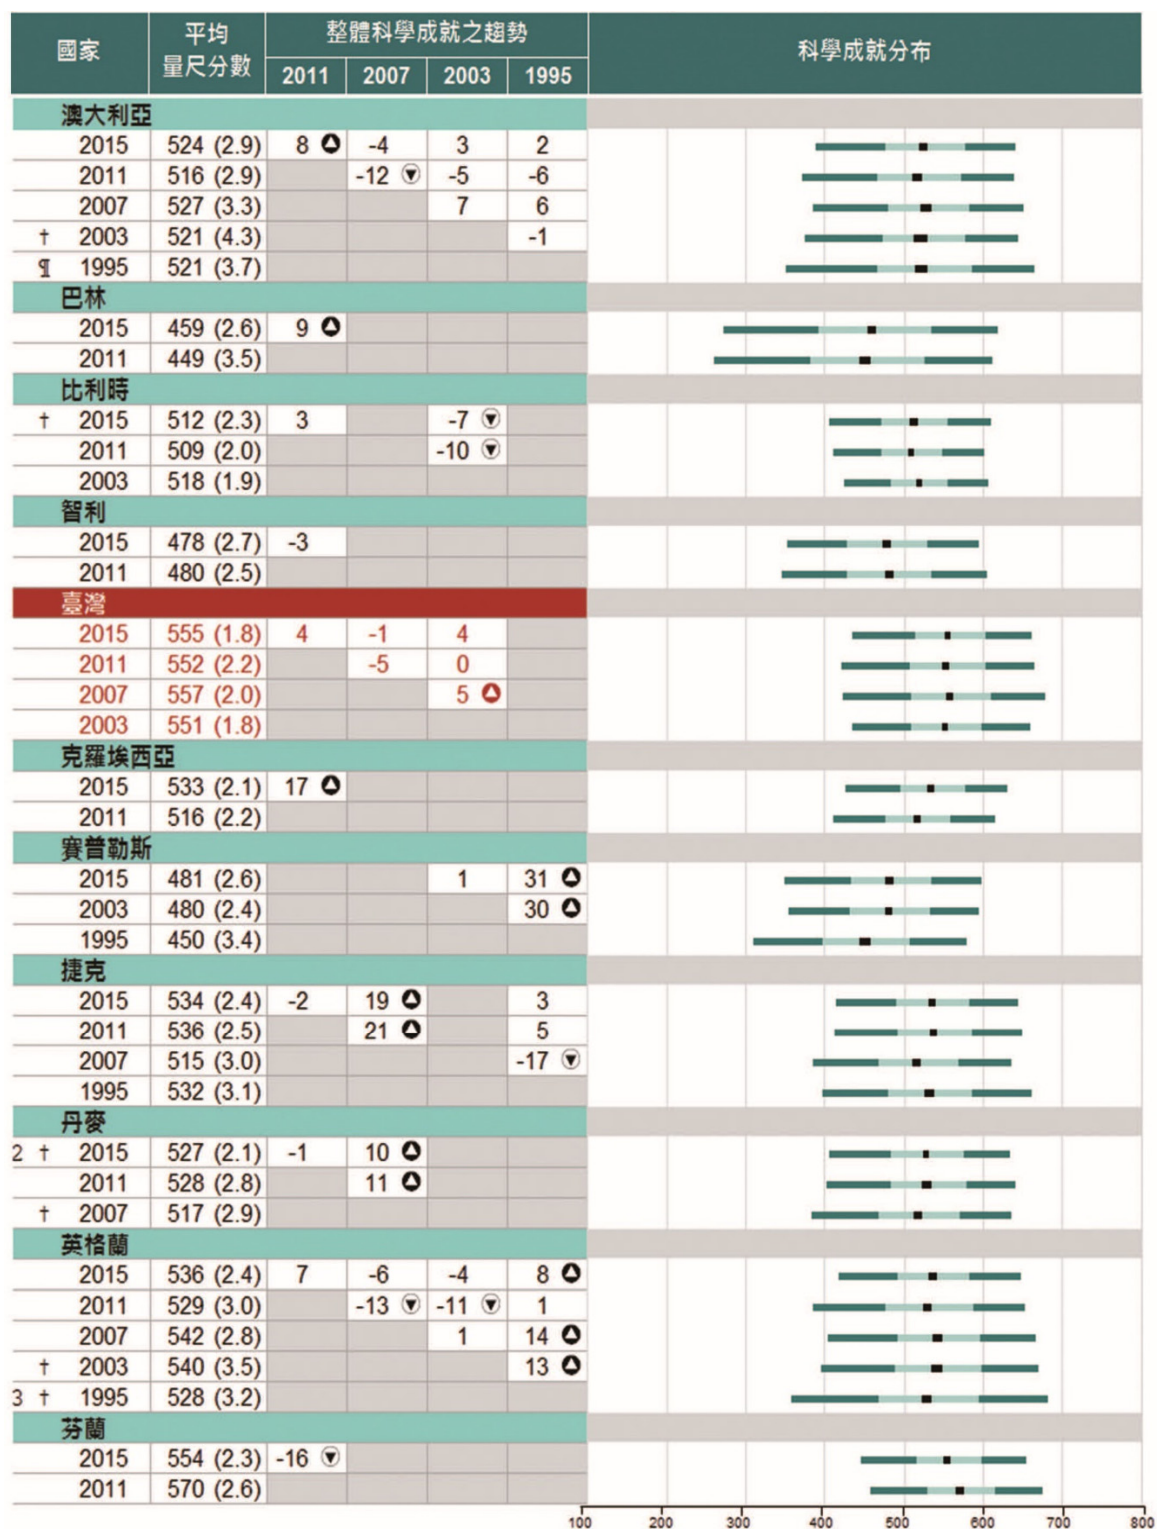 國家 平均量尺分數 整體科學成就之趨勢 科學成就分布
2011 2007 2003 1995
澳大利亞
2015 524 (2.9) 8 -4 3 2
2011 516 (2.9) -12 -5 -6
2007 527 (3.3) 7 6
† 2003 521 (4.3) -1
¶ 1995 521 (3.7)
巴林
2015 459 (2.6) 9
2011 449 (3.5)
比利時
† 2015 512 (2.3) 3 -7
2011 509 (2.0) -10
2003 518 (1.9)
智利
2015 478 (2.7) -3
2011 480 (2.5)
臺灣
2015 555 (1.8) 4 -1 4
2011 552 (2.2) -5 0
2007 557 (2.0) 5
2003 551 (1.8)
克羅埃西亞
2015 533 (2.1) 17
2011 516 (2.2)
賽普勒斯
2015 481 (2.6) 1 31
2003 480 (2.4) 30
1995 450 (3.4)
捷克
2015 534 (2.4) -2 19 3
2011 536 (2.5) 21 5
2007 515 (3.0) -17
1995 532 (3.1)
丹麥
2 † 2015 527 (2.1) -1 10
2011 528 (2.8) 11
† 2007 517 (2.9)
英格蘭
2015 536 (2.4) 7 -6 -4 8
2011 529 (3.0) -13 -11 1
2007 542 (2.8) 1 14
† 2003 540 (3.5) 13
3 † 1995 528 (3.2)
芬蘭
2015 554 (2.3) -16
2011 570 (2.6)
100 200 300 400 500 600 700 800